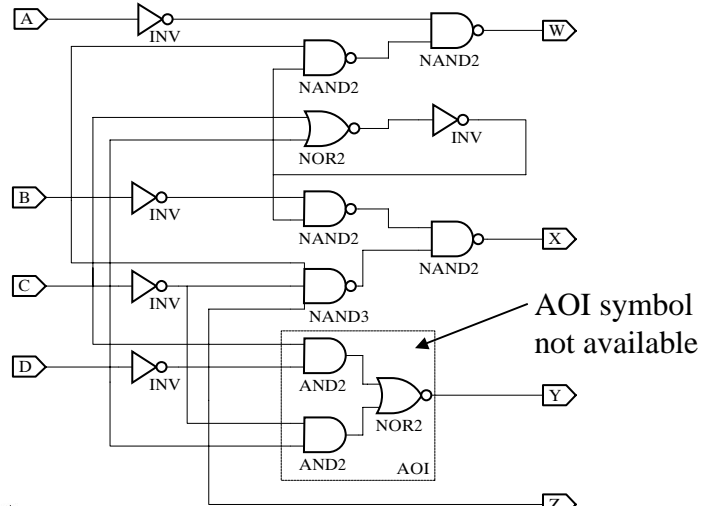 A
INV
W
NAND2
NAND2
INV
NOR2
B
INV
NAND2
X
NAND2
C
INV
NAND3
AOI symbol
not available
D
INV
AND2
Y
NOR2
AND2
AOI
Z